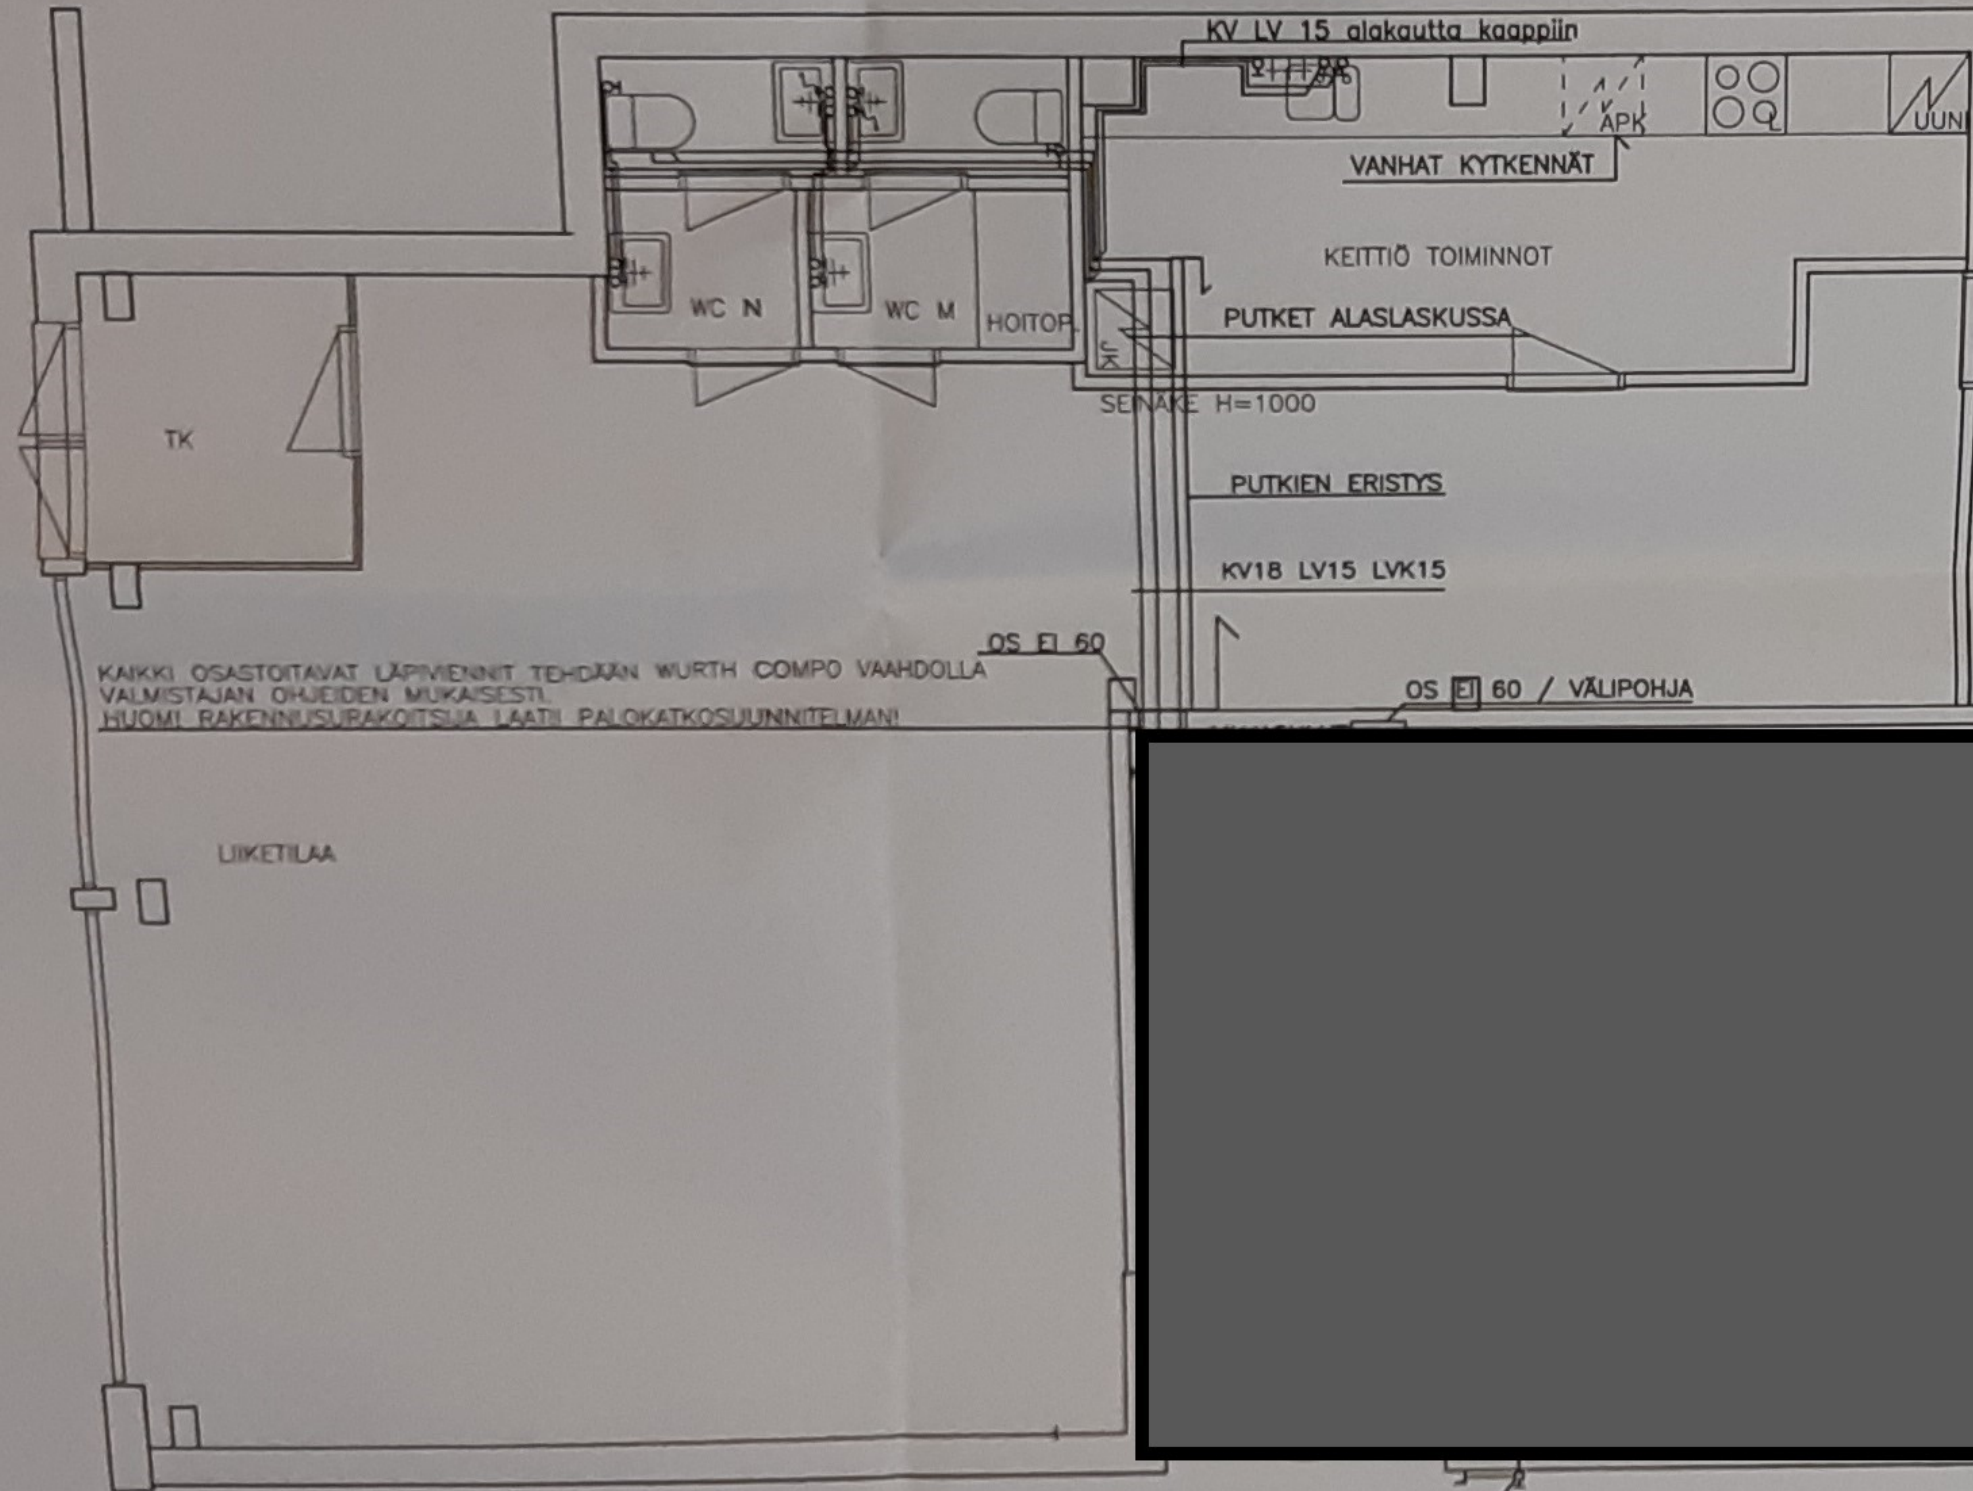 KV LV 15 alakautta kaappiin
APK
L
UUNI
VANHAT KYTKENNÄT
KEITTIÖ TOIMINNOT
WC N
WC M
HOITOP.
PUTKET ALASLASKUSSA
JK
SEINÄKE H=1000
TK
PUTKIEN ERISTYS
KV18 LV15 LVK15
OS EI 60
KAIKKI OSASTOITAVAT LÄPIVIENNIT TEHDÄÄN WURTH COMPO VAAHDOLLA
VALMISTAJAN OHJEIDEN MUKAISESTI.
HUOM! RAKENNUSURAKOITSIJA LAATII PALOKATKOSUUNNITELMAN!
OS EI 60 / VÄLIPOHJA
LIIKETILAA